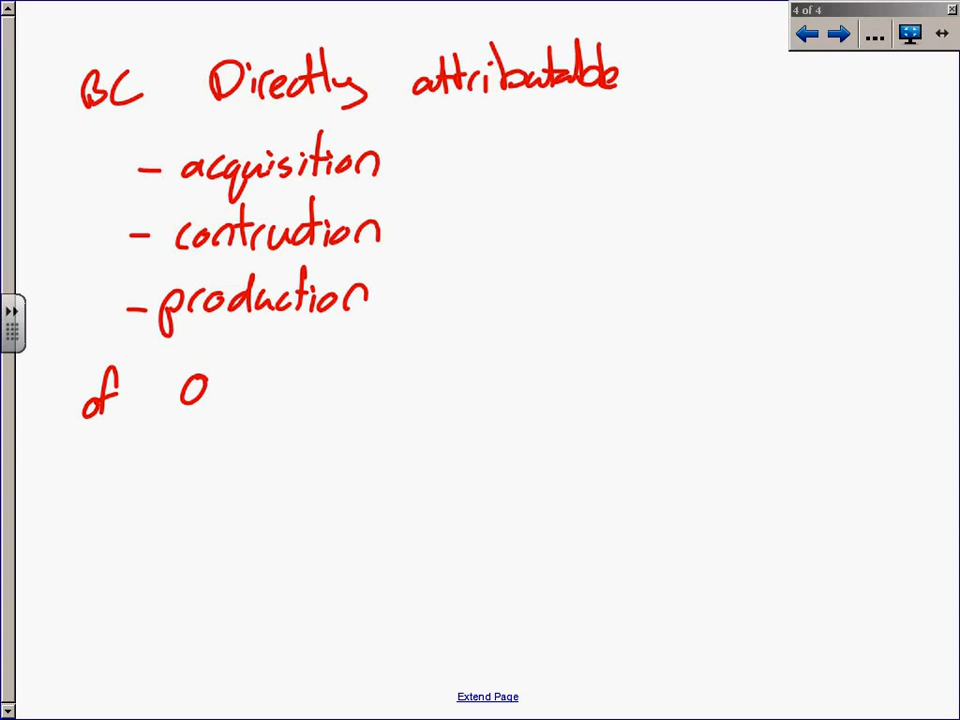 4 of 4
BC Directly attributable
- acquisition
- contruction
- production
of O
Extend Page